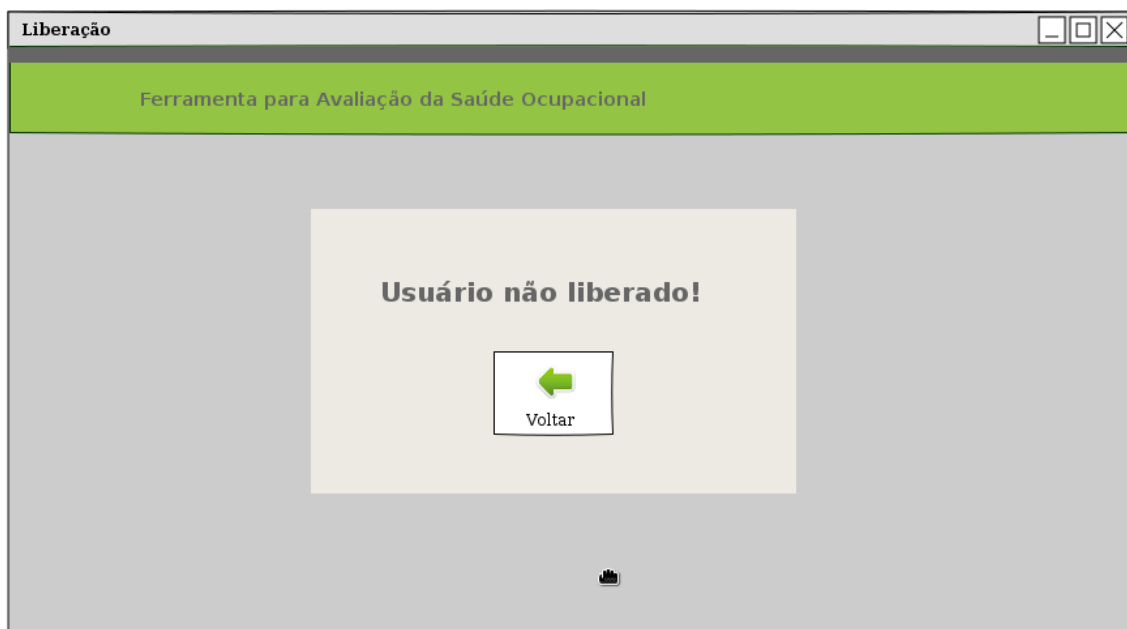 Liberação
Ferramenta para Avaliação da Saúde Ocupacional
Usuário não liberado!
Voltar